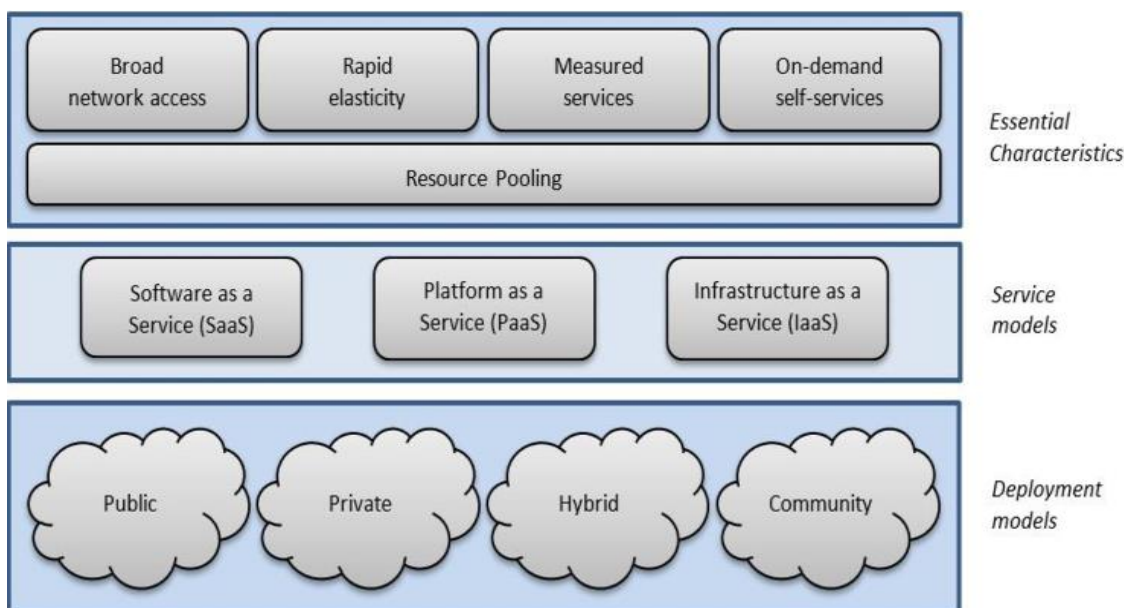 Broad
network access
Rapid
elasticity
Measured
services
On-demand
self-services
Resource Pooling
Essential
Characteristics
Software as a
Service (SaaS)
Platform as a
Service (PaaS)
Infrastructure as a
Service (IaaS)
Service
models
Public
Private
Hybrid
Community
Deployment
models